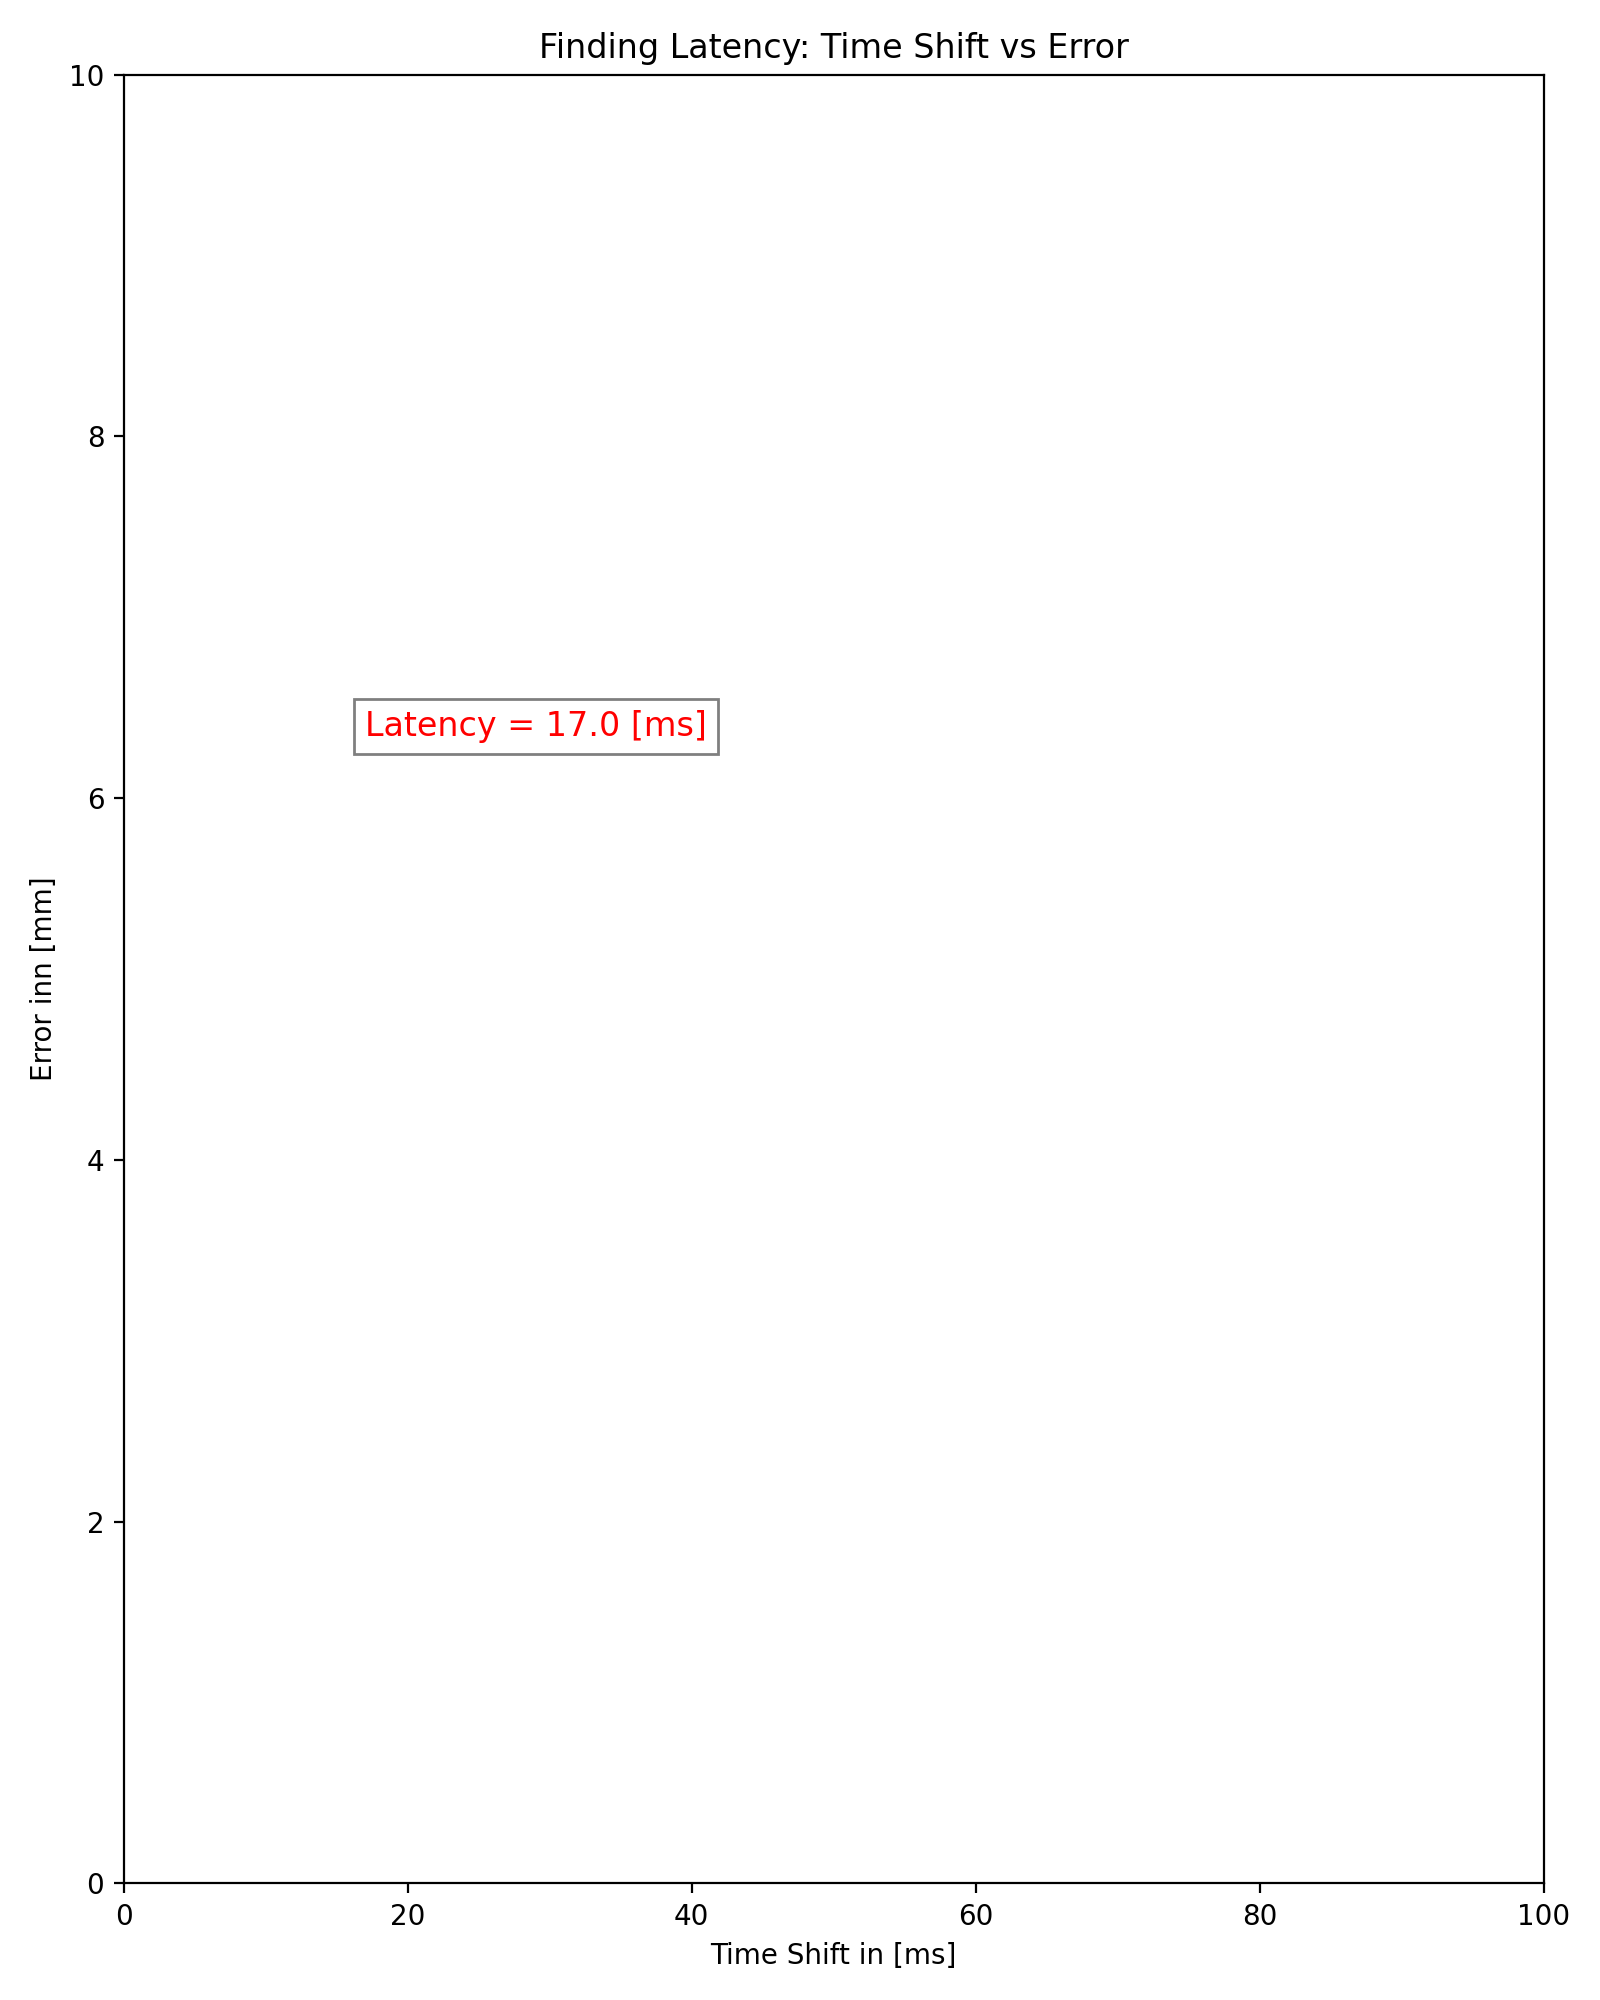 Finding Latency: Time Shift vs Error
10
8
Latency = 17.0 [ms]
6
Error inn [mm]
4
2
0
0 20 40 60 80 100
Time Shift in [ms]